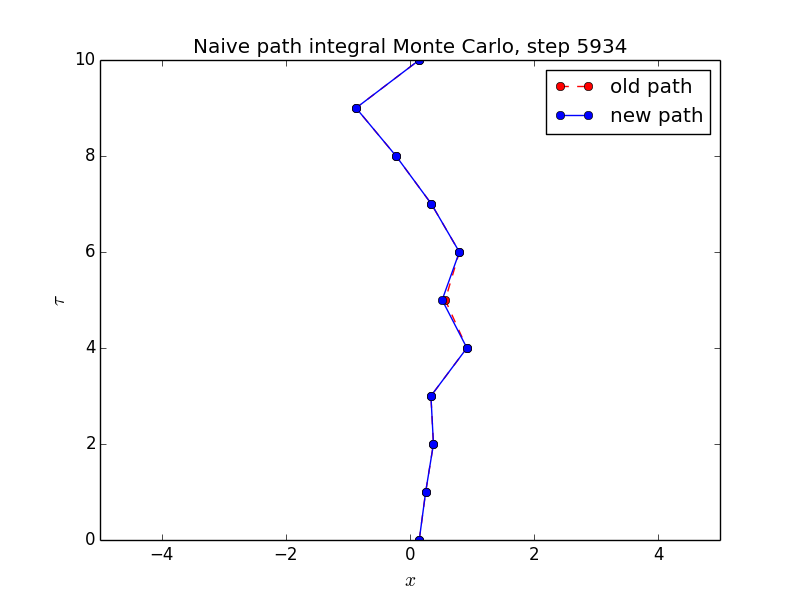 Naive path integral Monte Carlo, step 5934
10
old path
new path
8
6
τ
4
2
0
−4 −2 0 2 4
x